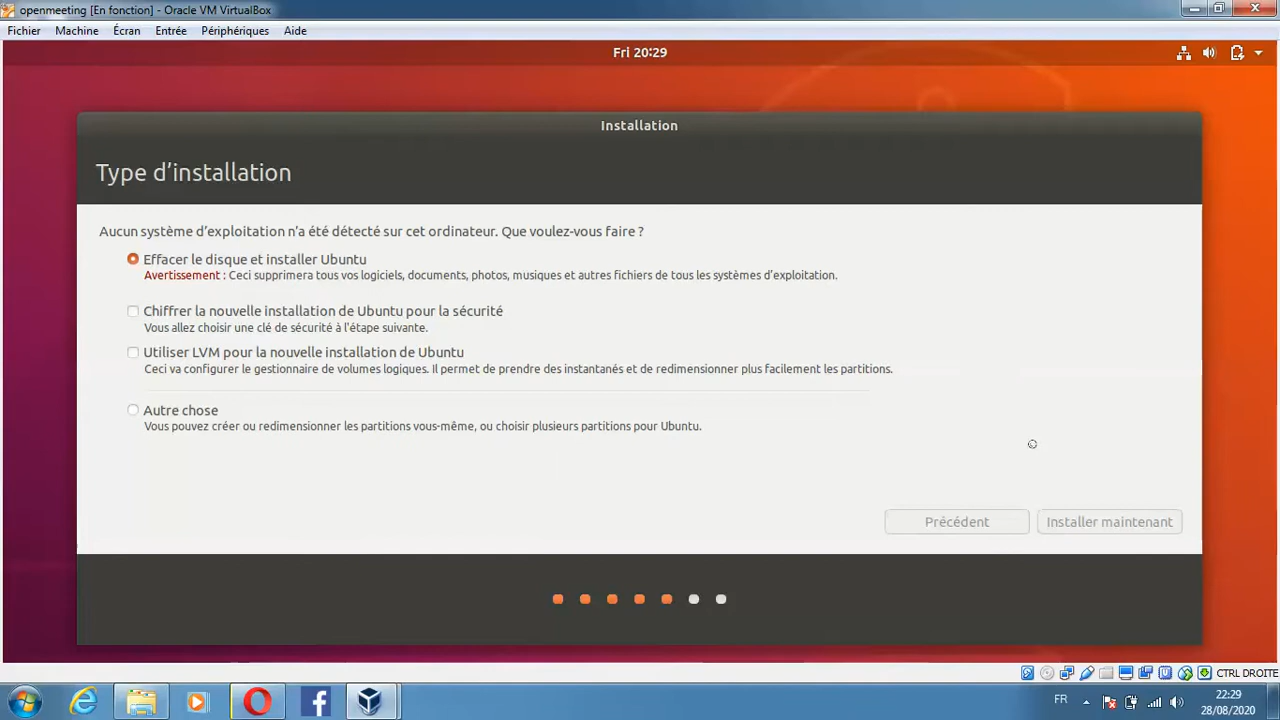 openmeeting [En fonction] - Oracle VM VirtualBox
Fichier Machine Écran Entrée Périphériques Aide
Fri 20:29
Installation
Type d'installation
Aucun système d'exploitation n'a été détecté sur cet ordinateur. Que voulez-vous faire ?
Effacer le disque et installer Ubuntu
Avertissement : Ceci supprimera tous vos logiciels, documents, photos, musiques et autres fichiers de tous les systèmes d'exploitation.
Chiffrer la nouvelle installation de Ubuntu pour la sécurité
Vous allez choisir une clé de sécurité à l'étape suivante.
Utiliser LVM pour la nouvelle installation de Ubuntu
Ceci va configurer le gestionnaire de volumes logiques. Il permet de prendre des instantanés et de redimensionner plus facilement les partitions.
Autre chose
Vous pouvez créer ou redimensionner les partitions vous-même, ou choisir plusieurs partitions pour Ubuntu.
Précédent Installer maintenant
CTRL DROITE
FR 22:29
28/08/2020